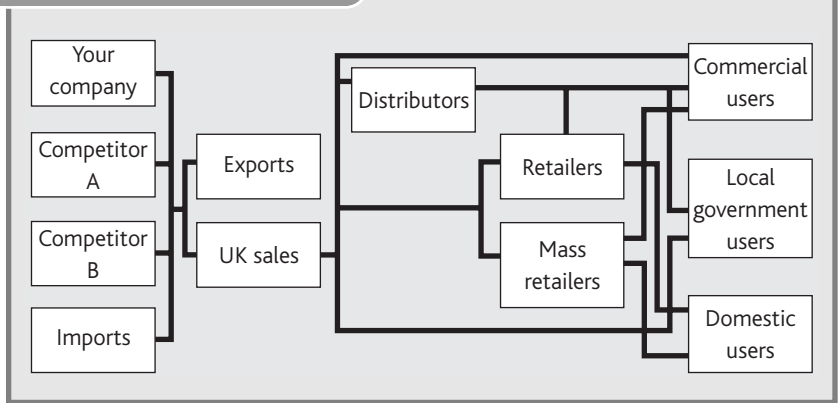 Your
company
Competitor
A
Competitor
B
Imports
Exports
UK sales
Distributors
Retailers
Mass
retailers
Commercial
users
Local
government
users
Domestic
users